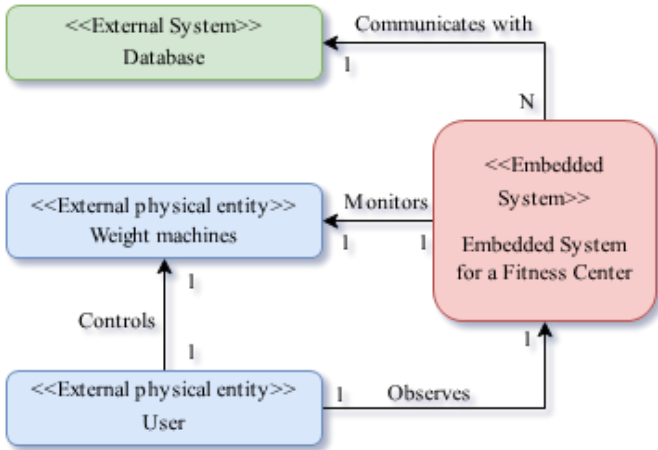 <<External System>>
Database
Communicates with
1
N
<<Embedded
System>>
Embedded System
for a Fitness Center
<<External physical entity>>
Weight machines
Monitors
1
1
1
Controls
1
1
<<External physical entity>>
User
1
Observes